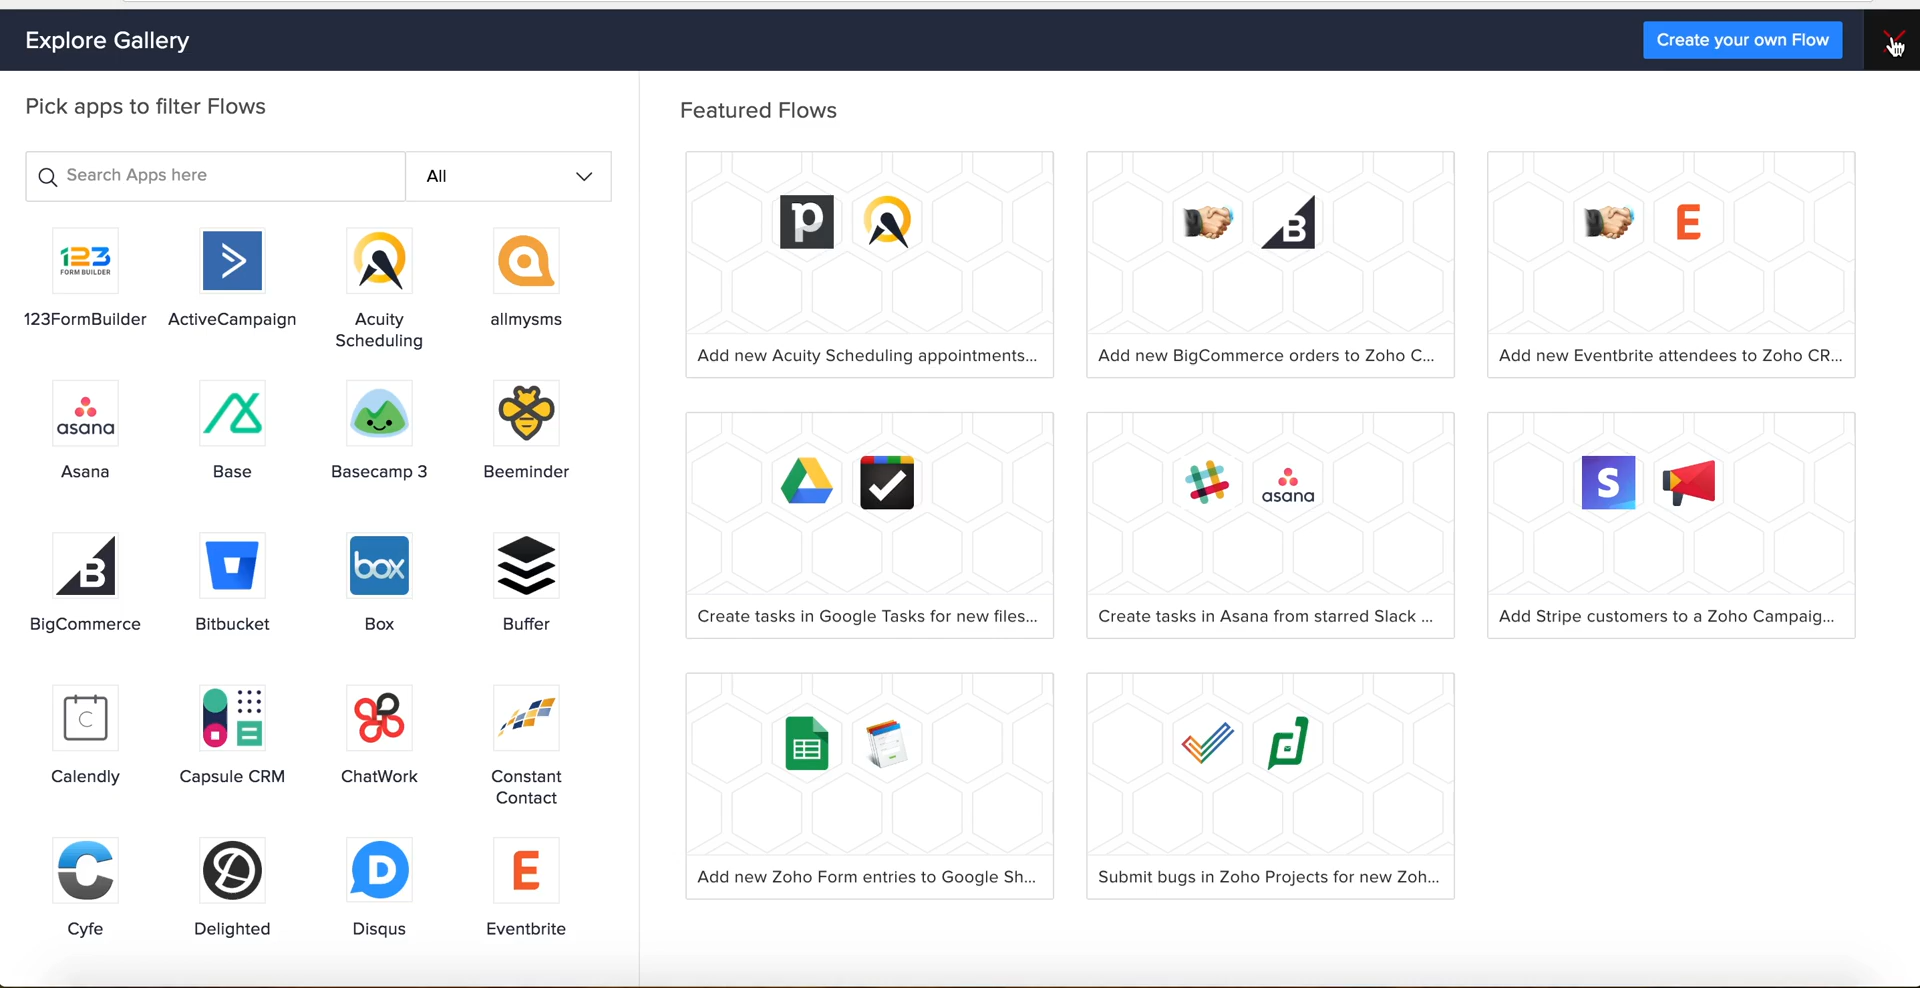 Explore Gallery
Create your own Flow
Pick apps to filter Flows
Search Apps here
All
123
FORM BUILDER
123FormBuilder
ActiveCampaign
Acuity
Scheduling
allmysms
asana
Asana
Base
Basecamp 3
Beeminder
B
BigCommerce
Bitbucket
box
Box
Buffer
C
Calendly
Capsule CRM
ChatWork
Constant
Contact
C
Cyfe
Delighted
D
Disqus
E
Eventbrite
Featured Flows
p
Add new Acuity Scheduling appointments...
B
Add new BigCommerce orders to Zoho C...
E
Add new Eventbrite attendees to Zoho CR...
Create tasks in Google Tasks for new files...
asana
Create tasks in Asana from starred Slack ...
S
Add Stripe customers to a Zoho Campaig...
Add new Zoho Form entries to Google Sh...
Submit bugs in Zoho Projects for new Zoh...